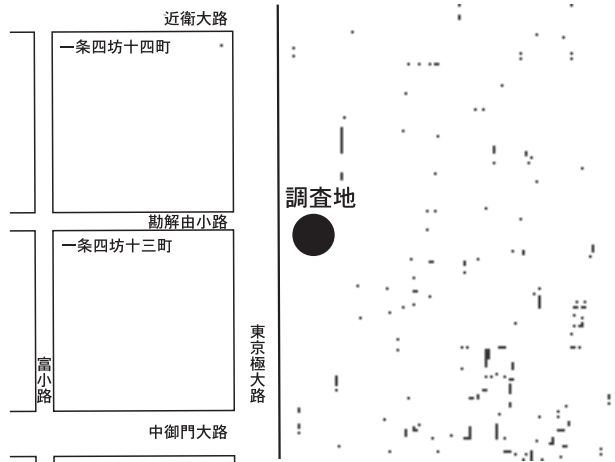 近衛大路
一条四坊十四町
調査地
勘解由小路
一条四坊十三町
東京極大路
富小路
中御門大路